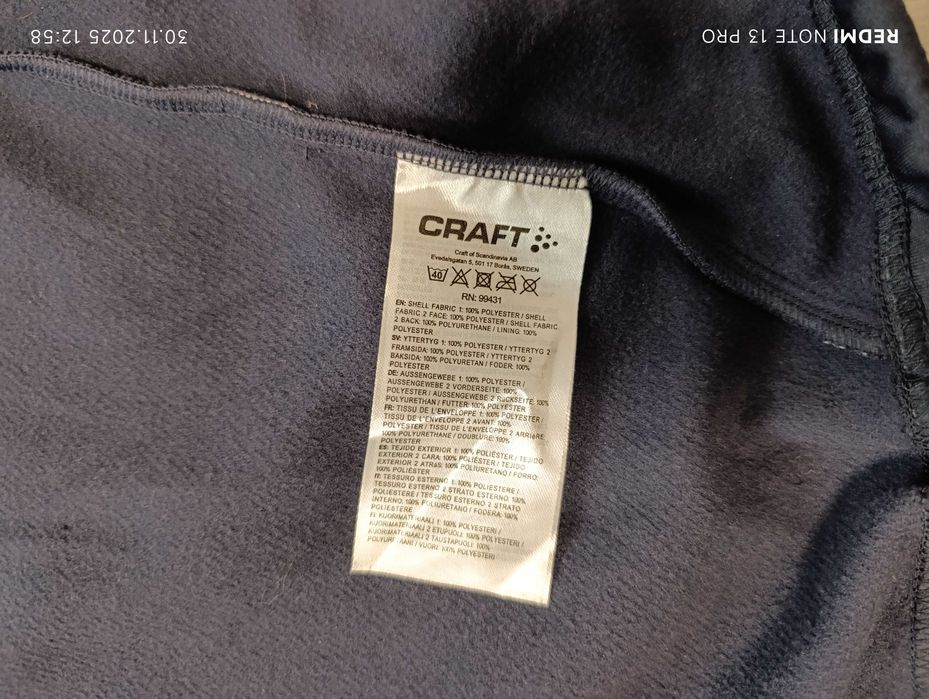 CRAFT
Craft of Scandinavia AB
Evedalsgatan 5, 501 17 Borås, SWEDEN
40
RN: 99431
EN: SHELL FABRIC 1: 100% POLYESTER / SHELL
FABRIC 2 FACE: 100% POLYESTER / SHELL FABRIC
2 BACK: 100% POLYURETHANE / LINING: 100%
POLYESTER
SV: YTTERTYG 1: 100% POLYESTER / YTTERTYG 2
FRAMSIDA: 100% POLYESTER / YTTERTYG 2
BAKSIDA: 100% POLYURETAN / FODER: 100%
POLYESTER
DE: AUSSENGEWEBE 1: 100% POLYESTER /
AUSSENGEWEBE 2 VORDERSEITE: 100%
POLYESTER / AUSSENGEWEBE 2 RÜCKSEITE: 100%
POLYURETHAN / FUTTER: 100% POLYESTER
FR: TISSU DE L'ENVELOPPE 1: 100% POLYESTER /
TISSU DE L'ENVELOPPE 2 AVANT: 100%
POLYESTER / TISSU DE L'ENVELOPPE 2 ARRIèRE:
100% POLYURETHANE / DOUBLURE: 100%
POLYESTER
ES: TEJIDO EXTERIOR 1: 100% POLIÉSTER / TEJIDO
EXTERIOR 2 CARA: 100% POLIÉSTER / TEJIDO
EXTERIOR 2 ATRáS: 100% POLIURETANO / FORRO:
100% POLIÉSTER
IT: TESSURO ESTERNO 1: 100% POLIESTERE /
TESSURO ESTERNO 2 STRATO ESTERNO: 100%
POLIESTERE / TESSURO ESTERNO 2 STRATO
INTERNO: 100% POLIURETANO / FODERA: 100%
POLIESTERE
FI: KUORIMATERIAALI 1: 100% POLYESTERI /
KUORIMATERIAALI 2 ETUPUOLI: 100% POLYESTERI /
KUORIMATERIAALI 2 TAUSTAPUOLI: 100%
POLYURETAANI / VUORI: 100% POLYESTERI
REDMI NOTE 13 PRO
30.11.2025 12:58